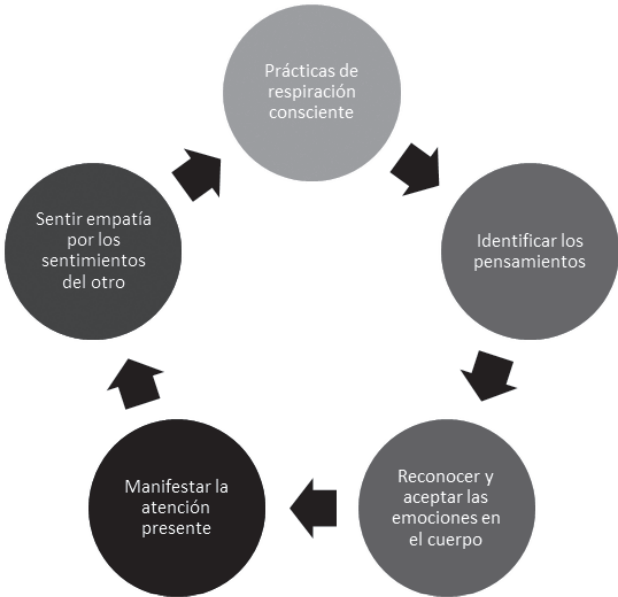 Prácticas de
respiración
consciente
Identificar los
pensamientos
Reconocer y
aceptar las
emociones en
el cuerpo
Manifestar la
atención
presente
Sentir empatía
por los
sentimientos
del otro